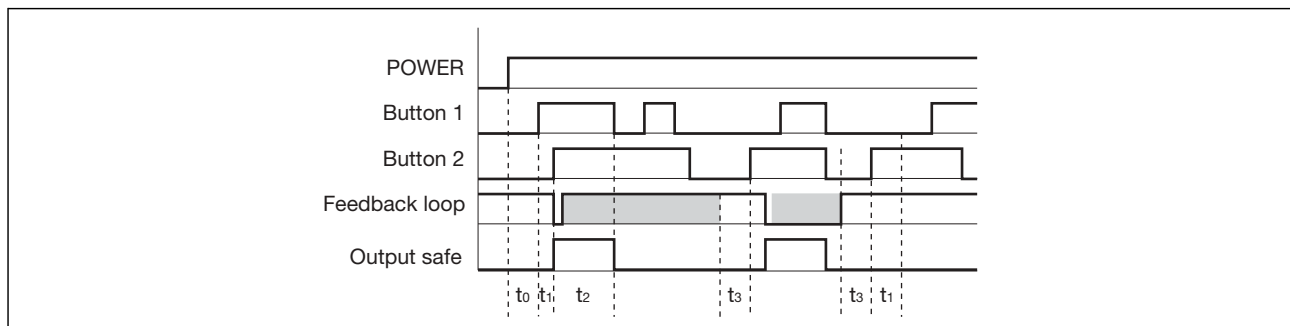 POWER
Button 1
Button 2
Feedback loop
Output safe
t0 t1 t2 t3 t3 t1